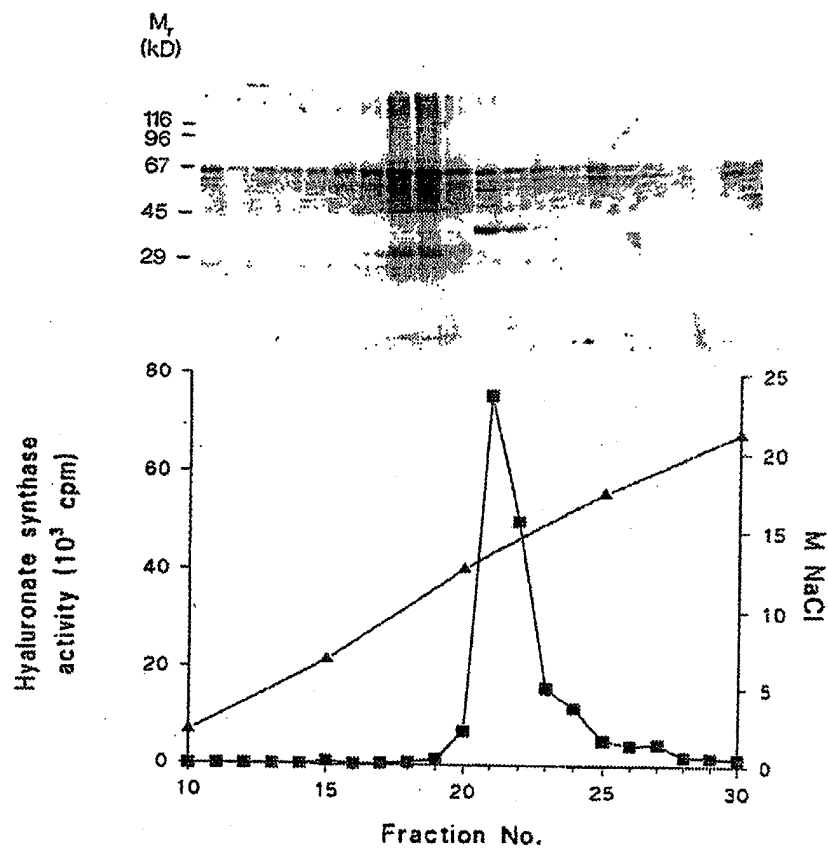 Mr
(kD)
116
96
67
45
29
80
60
40
20
0
Hyaluronate synthase
activity (10³ cpm)
25
20
15
10
5
0
M NaCl
10 15 20 25 30
Fraction No.